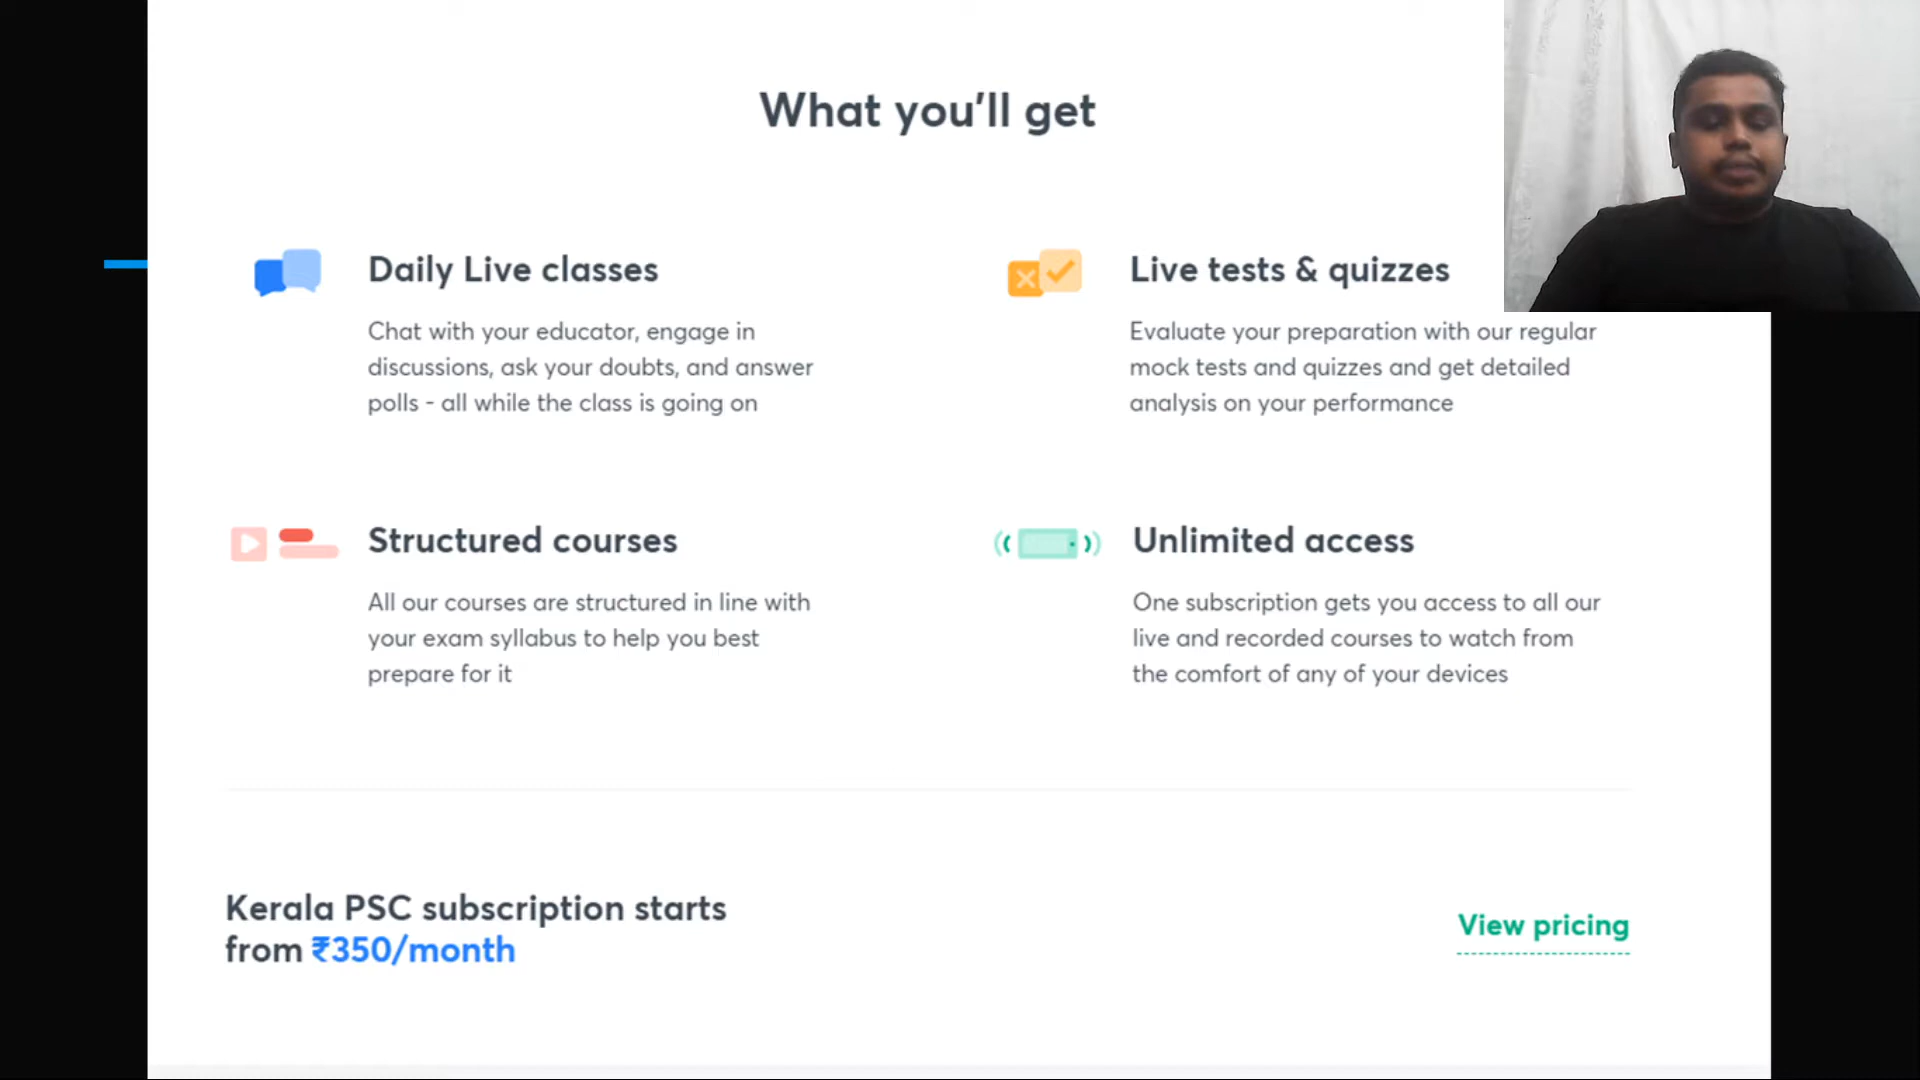 What you'll get
Daily Live classes
Chat with your educator, engage in
discussions, ask your doubts, and answer
polls - all while the class is going on
Live tests & quizzes
Evaluate your preparation with our regular
mock tests and quizzes and get detailed
analysis on your performance
Structured courses
All our courses are structured in line with
your exam syllabus to help you best
prepare for it
Unlimited access
One subscription gets you access to all our
live and recorded courses to watch from
the comfort of any of your devices
Kerala PSC subscription starts
from ₹350/month
View pricing